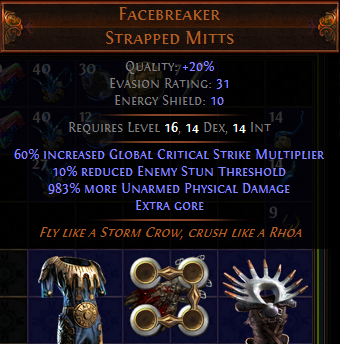 Facebreaker
Strapped Mitts
Quality: +20%
Evasion Rating: 31
Energy Shield: 10
Requires Level 16, 14 Dex, 14 Int
60% increased Global Critical Strike Multiplier
10% reduced Enemy Stun Threshold
983% more Unarmed Physical Damage
Extra gore
Fly like a Storm Crow, crush like a Rhoa